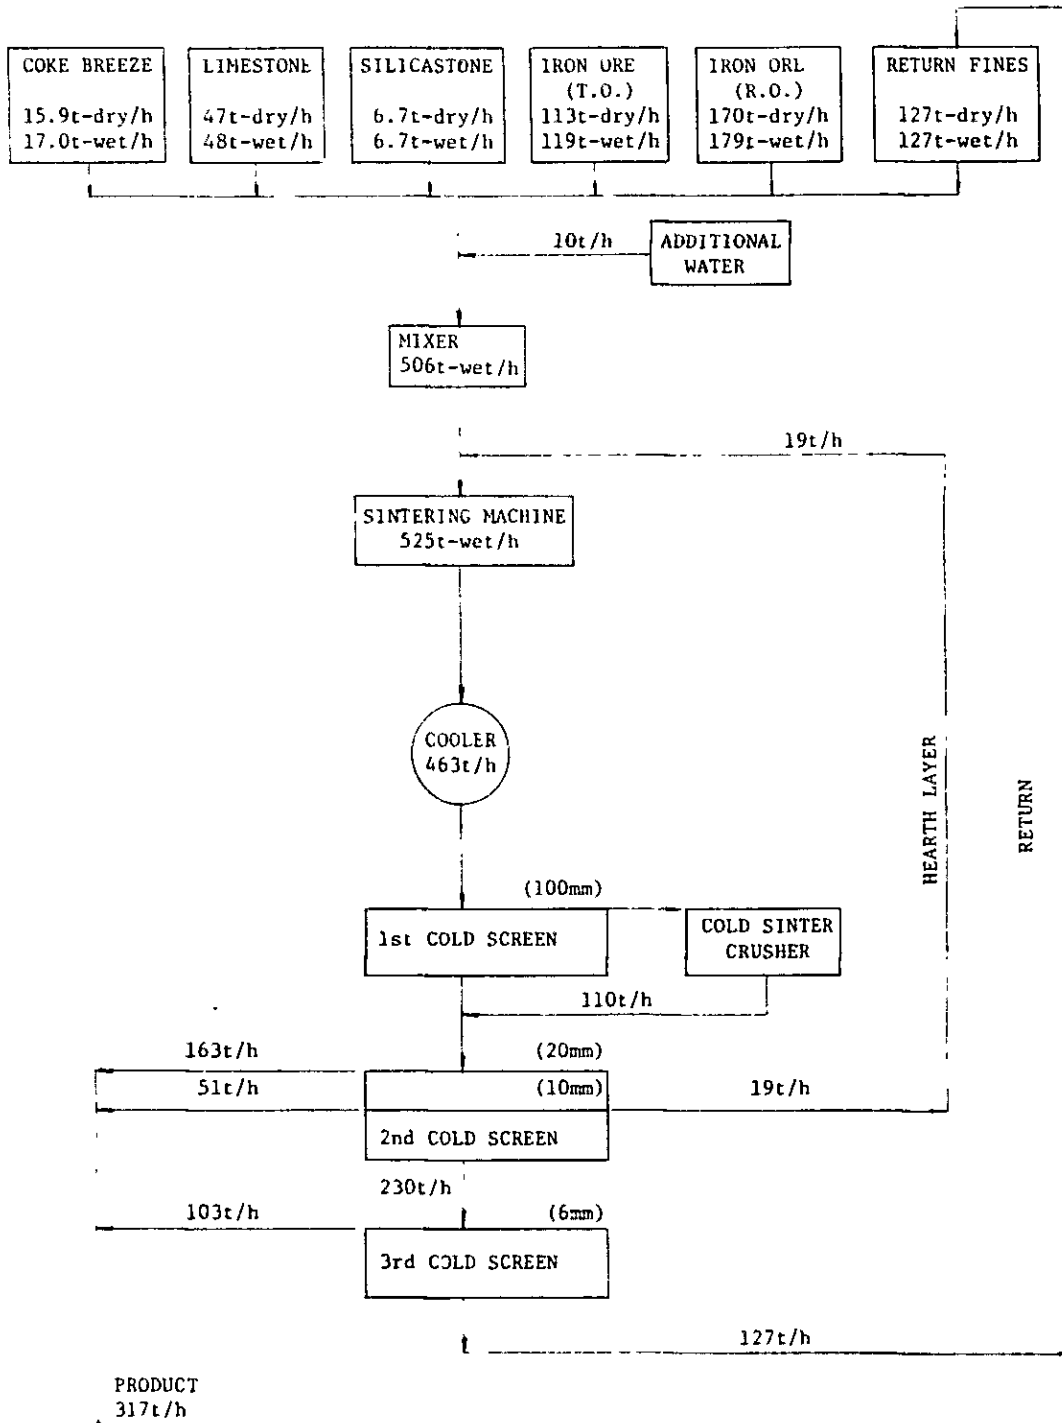 COKE BREEZE
15.9t-dry/h
17.0t-wet/h
LIMESTONE
47t-dry/h
48t-wet/h
SILICASTONE
6.7t-dry/h
6.7t-wet/h
IRON ORE
(T.O.)
113t-dry/h
119t-wet/h
IRON ORE
(R.O.)
170t-dry/h
179t-wet/h
RETURN FINES
127t-dry/h
127t-wet/h
10t/h
ADDITIONAL
WATER
MIXER
506t-wet/h
19t/h
SINTERING MACHINE
525t-wet/h
COOLER
463t/h
HEARTH LAYER
RETURN
(100mm)
1st COLD SCREEN
COLD SINTER
CRUSHER
110t/h
163t/h
(20mm)
51t/h
(10mm)
19t/h
2nd COLD SCREEN
230t/h
103t/h
(6mm)
3rd COLD SCREEN
127t/h
PRODUCT
317t/h